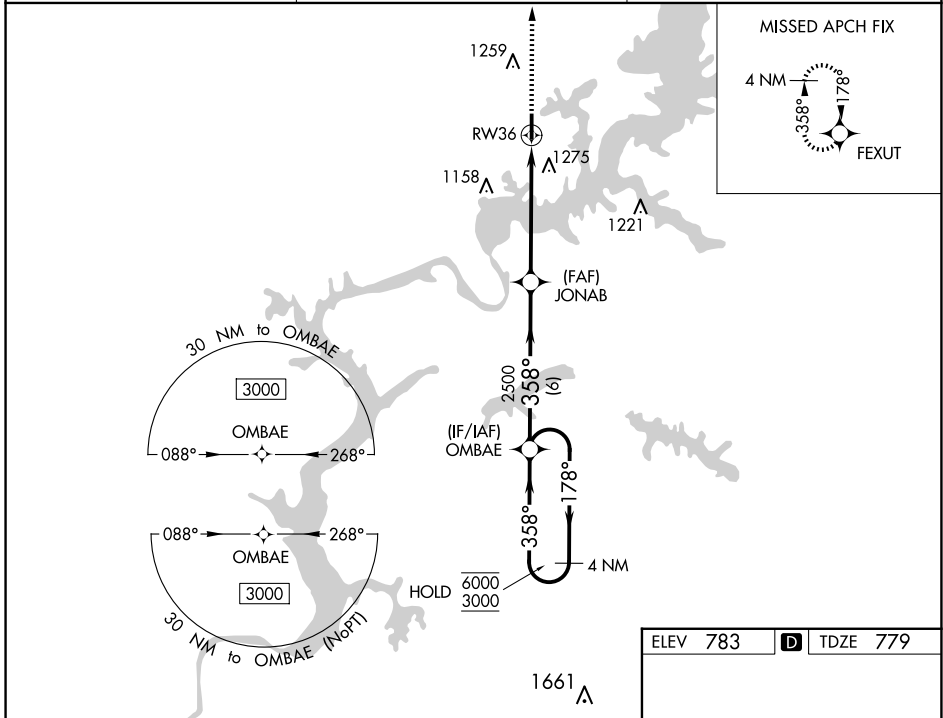 MISSED APCH FIX
4 NM
358°
178°
FEXUT
1259
RW36
1275
1158
1221
(FAF)
JONAB
30 NM to OMBAE
3000
OMBAE
088°
268°
2500
358°
(6)
(IF/IAF)
OMBAE
178°
358°
4 NM
HOLD 6000
3000
088°
268°
OMBAE
3000
30 NM to OMBAE (NoPT)
1661
ELEV 783 D TDZE 779